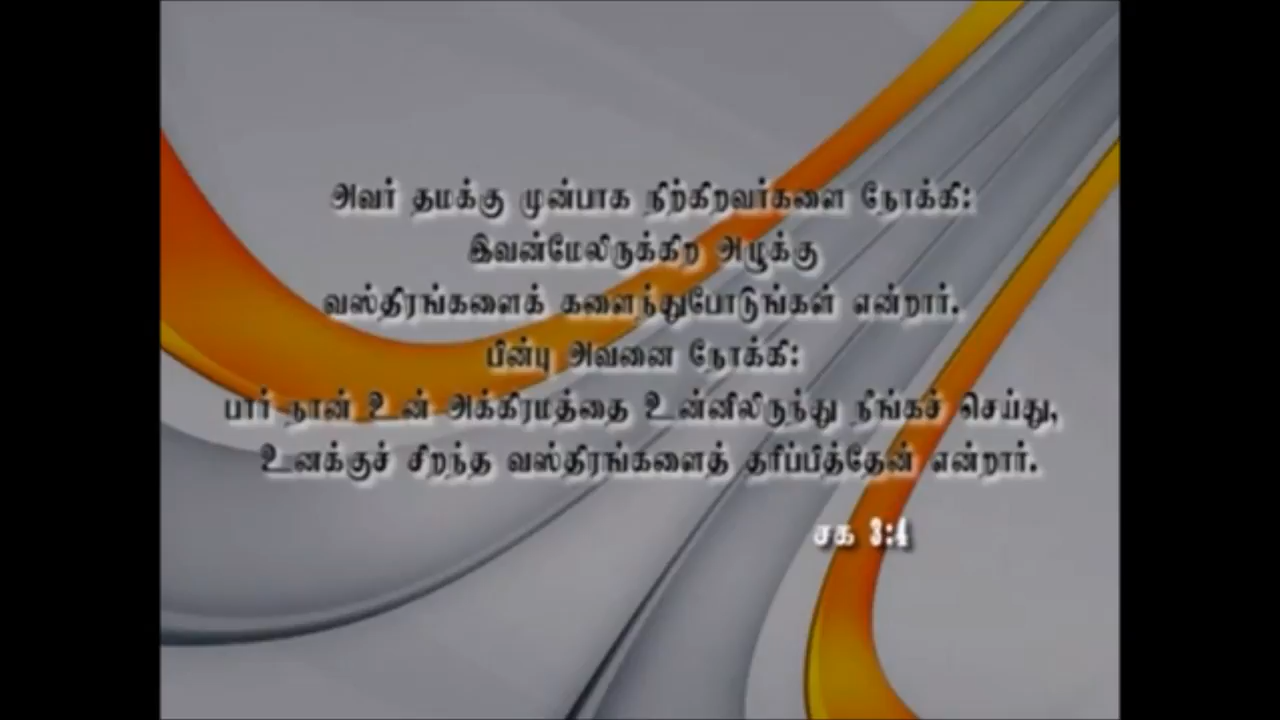 அவர் தமக்கு முன்பாக நிற்கிறவர்களை நோக்கி:
இவன்மேலிருக்கிற அழுக்கு
வஸ்திரங்களைக் களைந்துபோடுங்கள் என்றார்.
பின்பு அவனை நோக்கி:
பார் நான் உன் அக்கிரமத்தை உன்னிலிருந்து நீங்கச் செய்து,
உனக்குச் சிறந்த வஸ்திரங்களைத் தரிப்பித்தேன் என்றார்.
சக 3:4